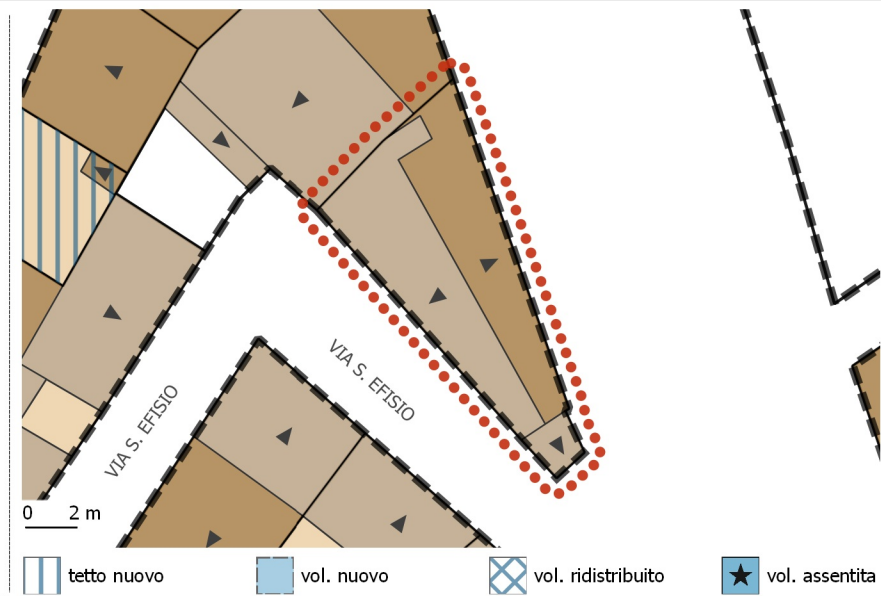 VIA S. EFISIO
VIA S. EFISIO
0 2 m
tetto nuovo
vol. nuovo
vol. ridistribuito
vol. assentita